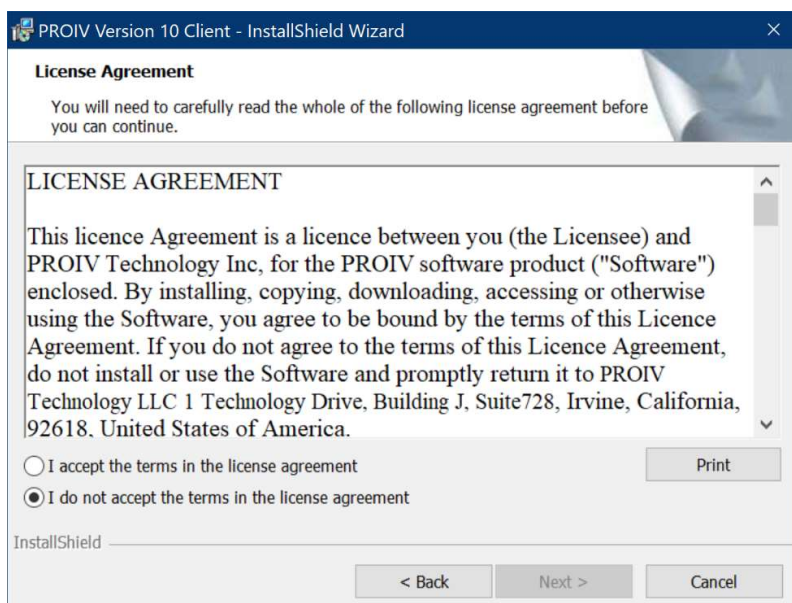 PROIV Version 10 Client - InstallShield Wizard
License Agreement
You will need to carefully read the whole of the following license agreement before
you can continue.
LICENSE AGREEMENT
This licence Agreement is a licence between you (the Licensee) and
PROIV Technology Inc, for the PROIV software product ("Software")
enclosed. By installing, copying, downloading, accessing or otherwise
using the Software, you agree to be bound by the terms of this Licence
Agreement. If you do not agree to the terms of this Licence Agreement,
do not install or use the Software and promptly return it to PROIV
Technology LLC 1 Technology Drive, Building J, Suite728, Irvine, California,
92618, United States of America.
I accept the terms in the license agreement
Print
I do not accept the terms in the license agreement
InstallShield
< Back
Next >
Cancel